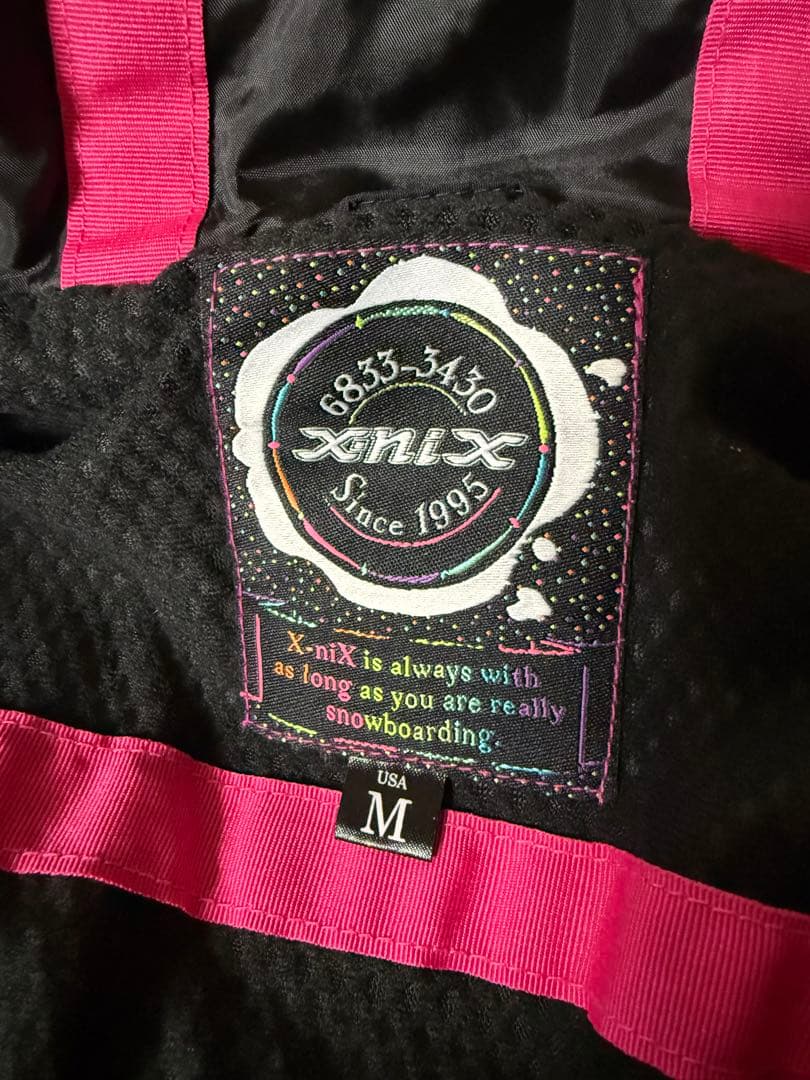 6833-3430
X-niX
Since 1995
X-niX is always with
as long as you are really
snowboarding.
USA
M